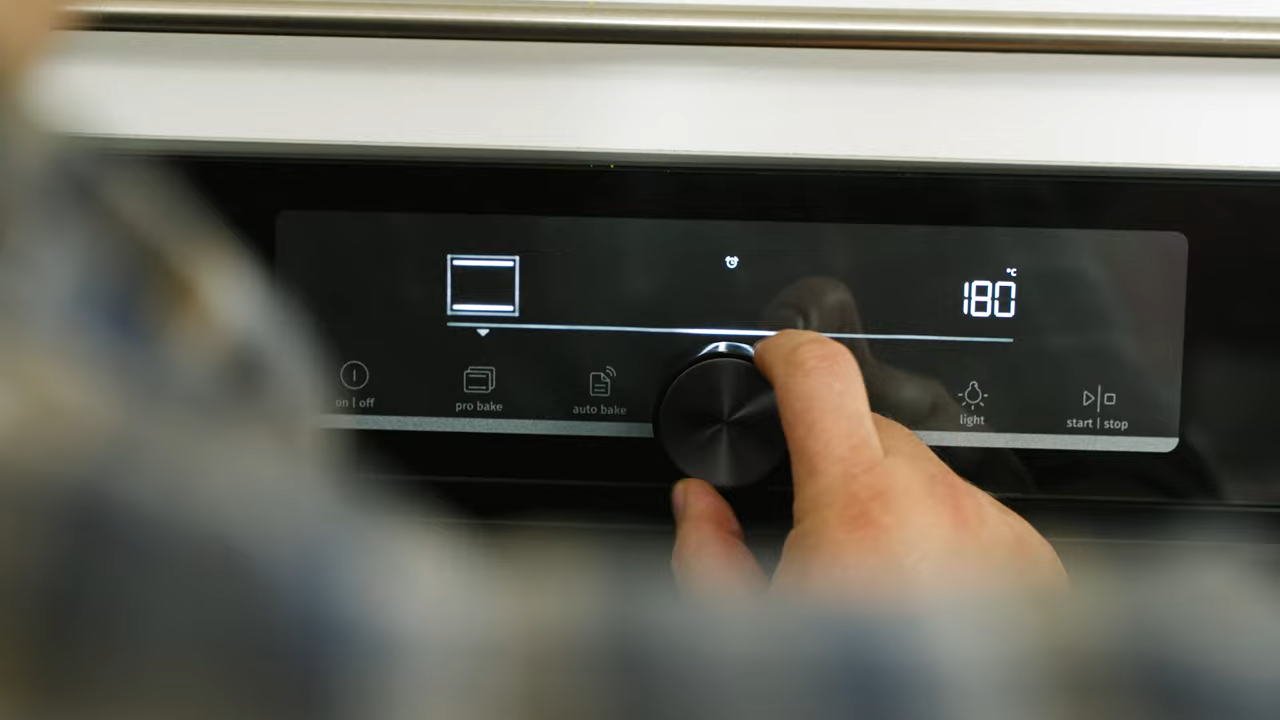 °C
180
on | off
pro bake
auto bake
light
start | stop